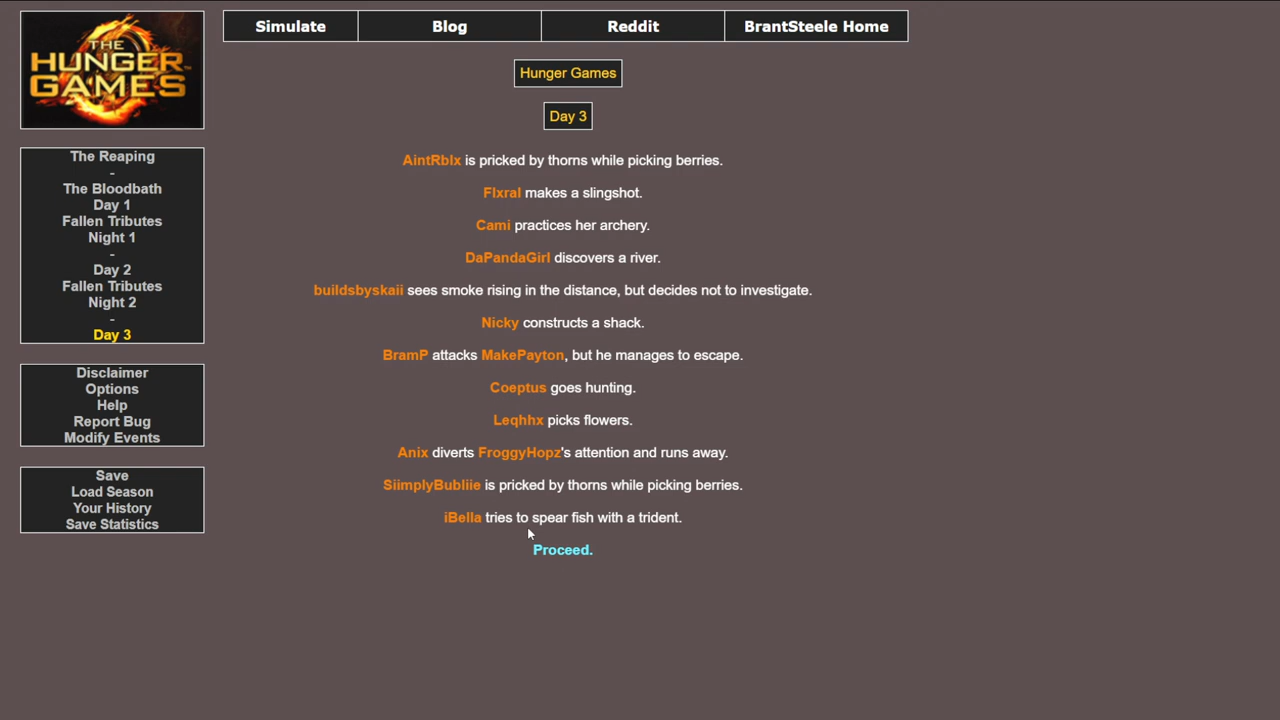 THE
HUNGER
GAMES
Simulate
Blog
Reddit
BrantSteele Home
Hunger Games
Day 3
The Reaping
-
The Bloodbath
Day 1
Fallen Tributes
Night 1
-
Day 2
Fallen Tributes
Night 2
-
Day 3
Disclaimer
Options
Help
Report Bug
Modify Events
Save
Load Season
Your History
Save Statistics
AintRblx is pricked by thorns while picking berries.
Flxral makes a slingshot.
Cami practices her archery.
DaPandaGirl discovers a river.
buildsbyskaii sees smoke rising in the distance, but decides not to investigate.
Nicky constructs a shack.
BramP attacks MakePayton, but he manages to escape.
Coeptus goes hunting.
Leqhhx picks flowers.
Anix diverts FroggyHopz's attention and runs away.
SiimplyBubliie is pricked by thorns while picking berries.
iBella tries to spear fish with a trident.
Proceed.